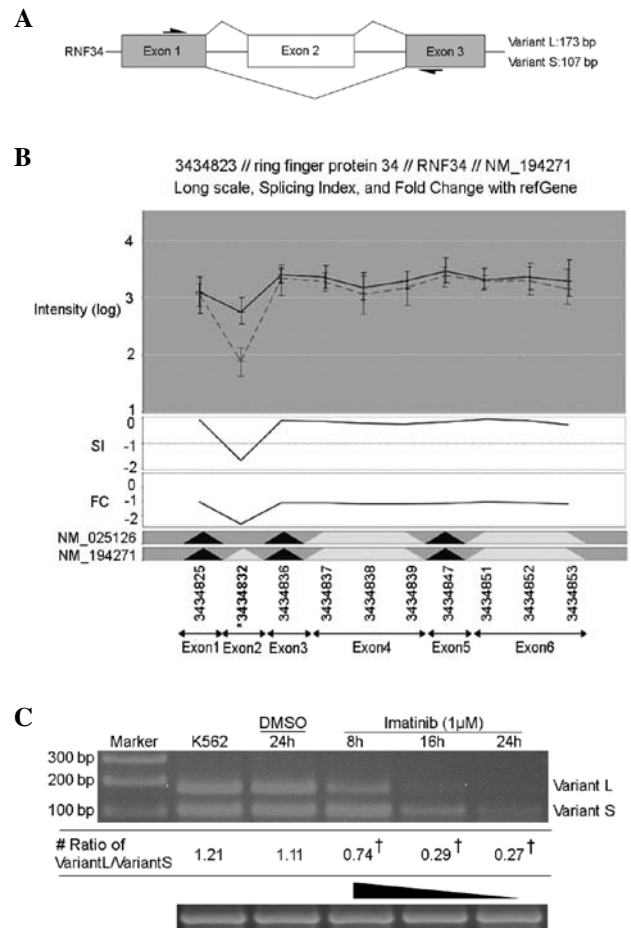 A
RNF34
Exon 1
Exon 2
Exon 3
Variant L:173 bp
Variant S:107 bp
B
3434823 // ring finger protein 34 // RNF34 // NM_194271
Long scale, Splicing Index, and Fold Change with refGene
4
3
Intensity (log)
2
1
0
SI
-1
-2
0
FC
-1
-2
NM_025126
NM_194271
3434825
*3434832
3434836
3434837
3434838
3434839
3434847
3434851
3434852
3434853
Exon1
Exon2
Exon3
Exon4
Exon5
Exon6
C
DMSO
Imatinib (1μM)
Marker
K562
24h
8h
16h
24h
300 bp
200 bp
Variant L
100 bp
Variant S
# Ratio of
VariantL/VariantS
1.21
1.11
0.74†
0.29†
0.27†